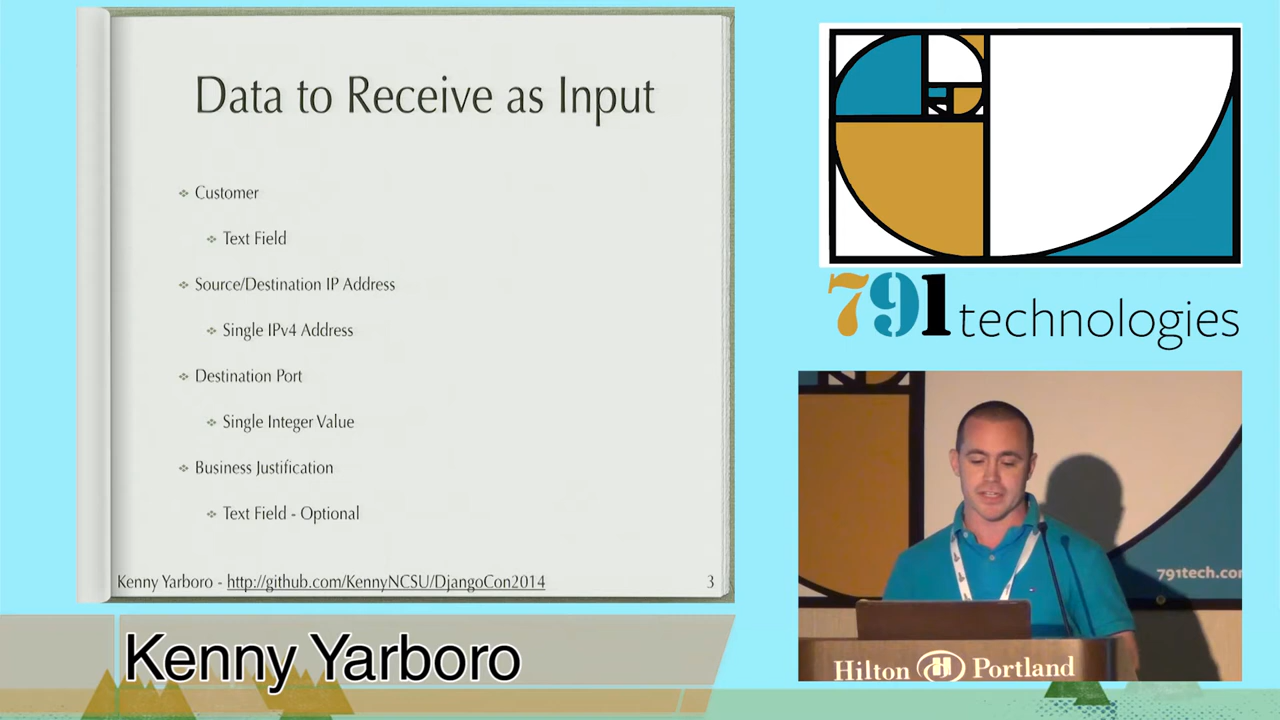 Data to Receive as Input
Customer
Text Field
Source/Destination IP Address
Single IPv4 Address
Destination Port
Single Integer Value
Business Justification
Text Field - Optional
Kenny Yarboro - http://github.com/KennyNCSU/DjangoCon2014
3
791 technologies
791tech.com
Hilton H Portland
Kenny Yarboro